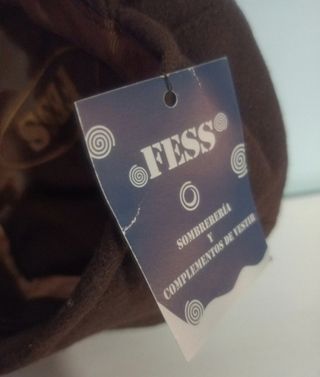 FESS
SOMBRERERÍA
Y
COMPLEMENTOS DE VESTIR